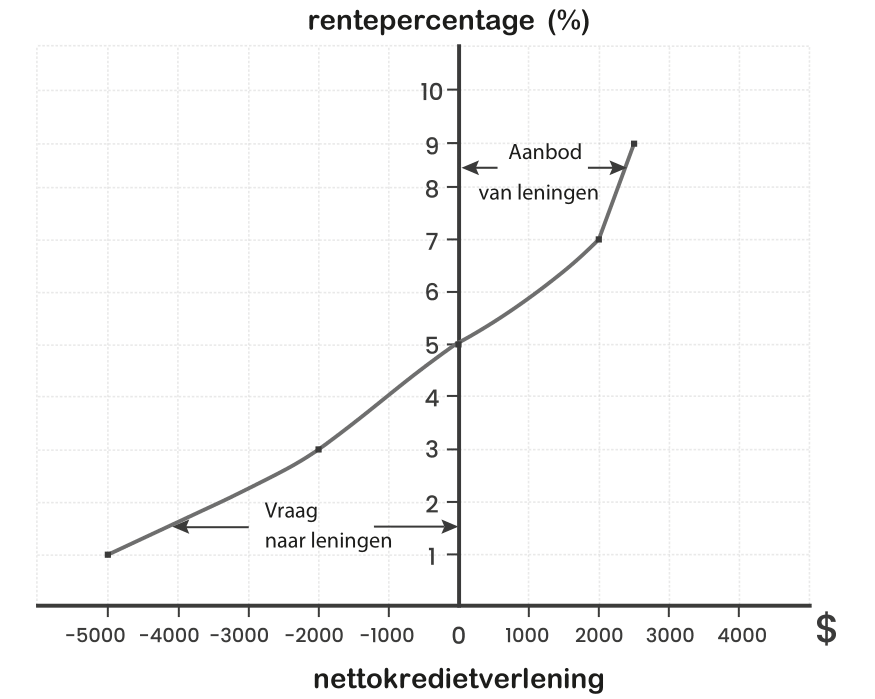 rentepercentage (%)
10
9
Aanbod
8
van leningen
7
6
5
4
3
2
Vraag
naar leningen
1
-5000 -4000 -3000 -2000 -1000 0 1000 2000 3000 4000 $
nettokredietverlening